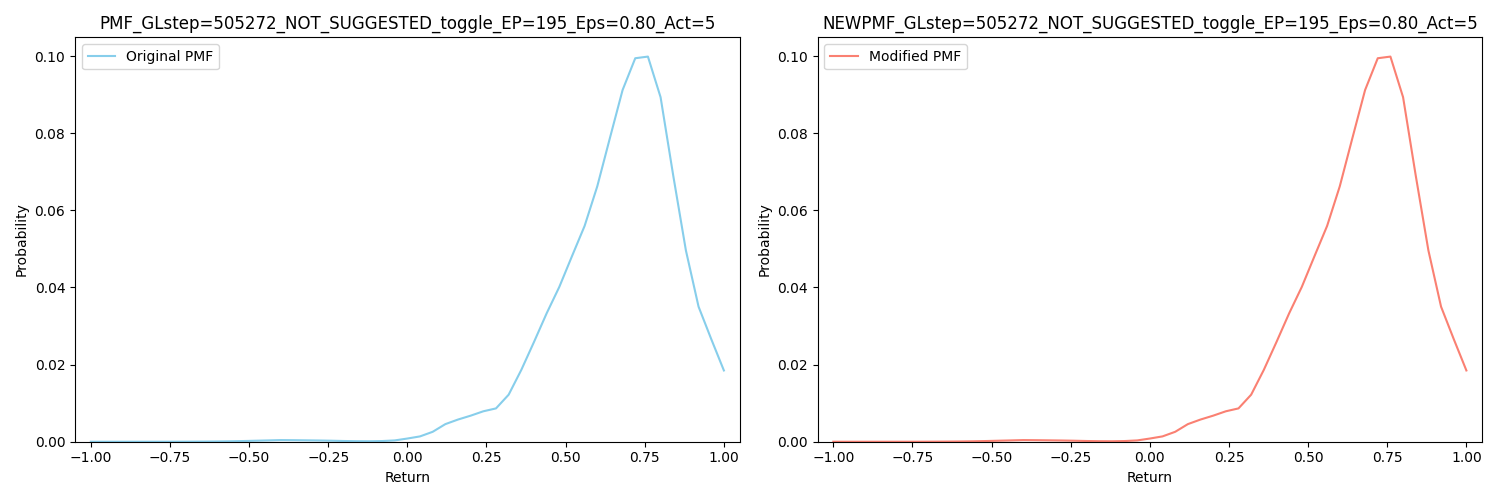 PMF_GLstep=505272_NOT_SUGGESTED_toggle_EP=195_Eps=0.80_Act=5
Original PMF
0.10
0.08
0.06
0.04
0.02
0.00
Probability
−1.00 −0.75 −0.50 −0.25 0.00 0.25 0.50 0.75 1.00
Return
NEWPMF_GLstep=505272_NOT_SUGGESTED_toggle_EP=195_Eps=0.80_Act=5
Modified PMF
0.10
0.08
0.06
0.04
0.02
0.00
Probability
−1.00 −0.75 −0.50 −0.25 0.00 0.25 0.50 0.75 1.00
Return